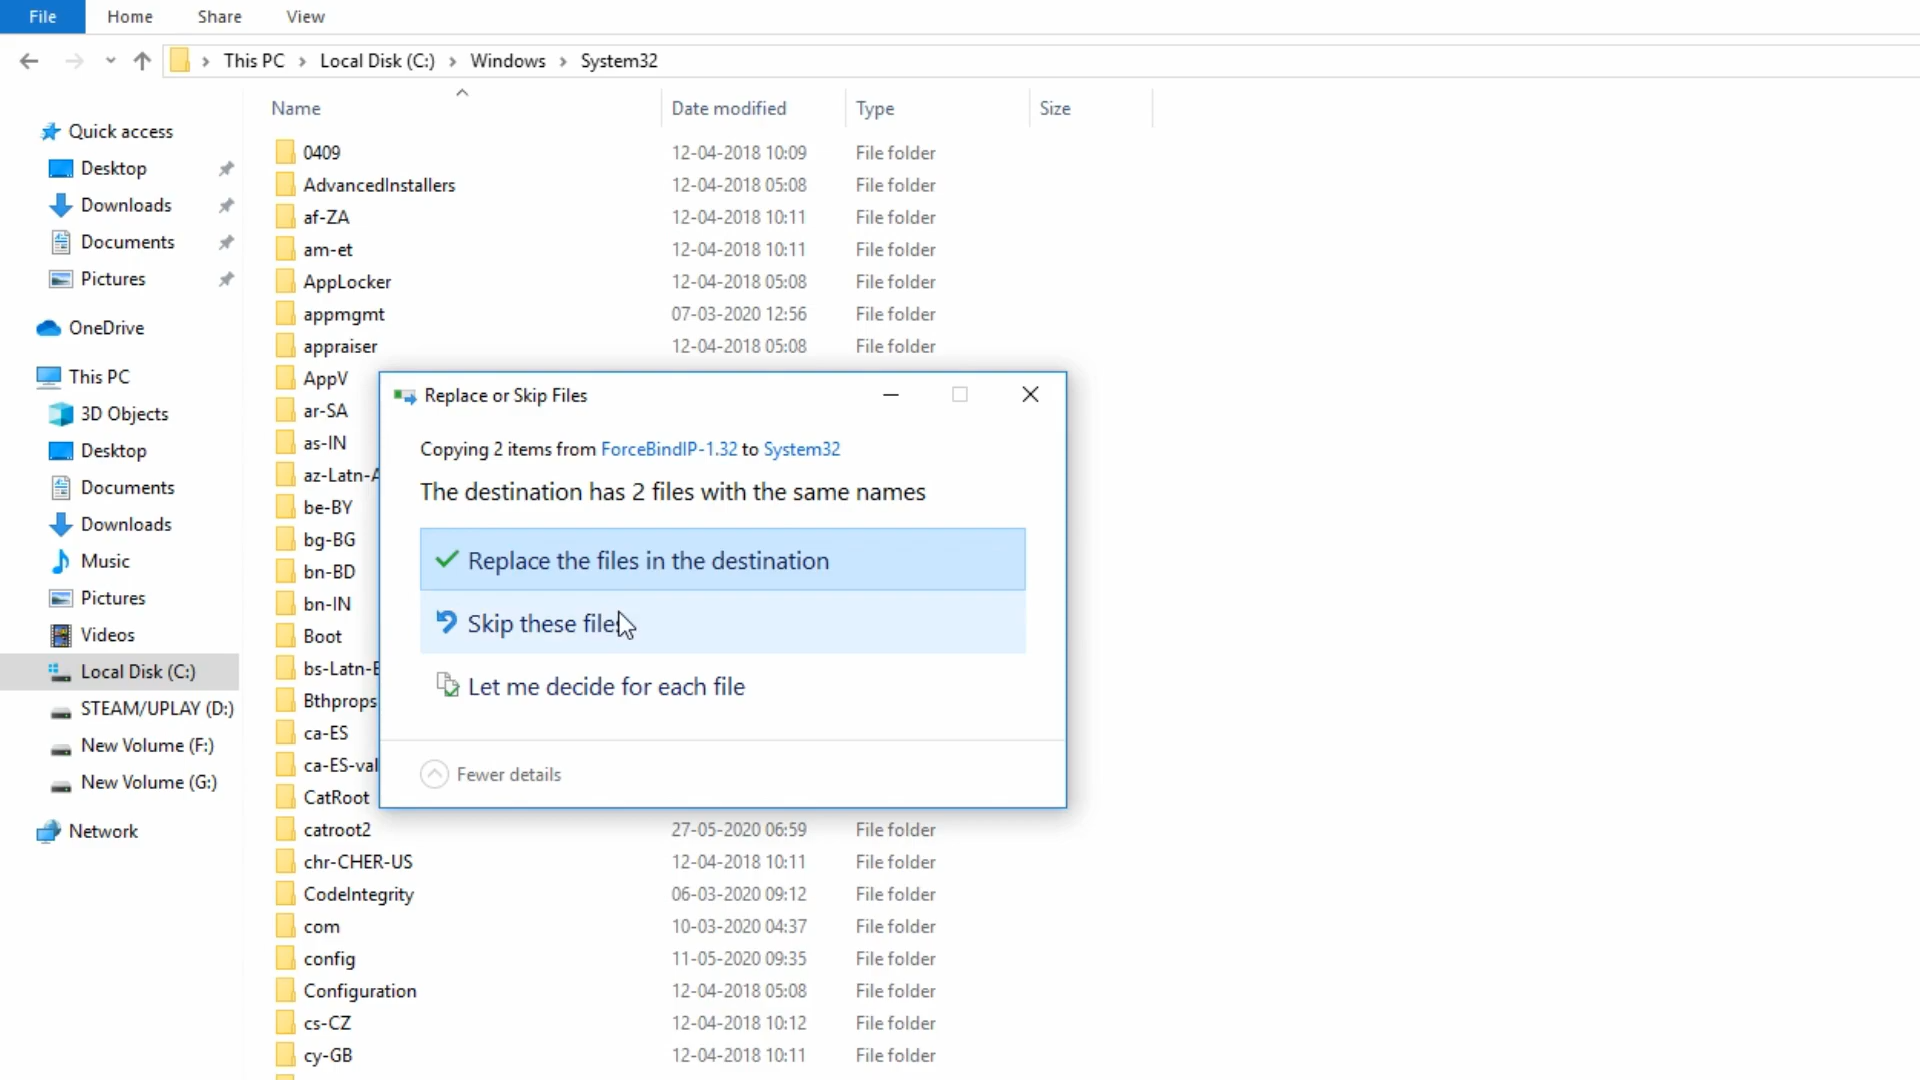 File Home Share View
This PC Local Disk (C:) Windows System32
Name Date modified Type Size
Quick access
Desktop
Downloads
Documents
Pictures
OneDrive
This PC
3D Objects
Desktop
Documents
Downloads
Music
Pictures
Videos
Local Disk (C:)
STEAM/UPLAY (D:)
New Volume (F:)
New Volume (G:)
Network
0409 12-04-2018 10:09 File folder
AdvancedInstallers 12-04-2018 05:08 File folder
af-ZA 12-04-2018 10:11 File folder
am-et 12-04-2018 10:11 File folder
AppLocker 12-04-2018 05:08 File folder
appmgmt 07-03-2020 12:56 File folder
appraiser 12-04-2018 05:08 File folder
AppV
ar-SA
as-IN
az-Latn-A
be-BY
bg-BG
bn-BD
bn-IN
Boot
bs-Latn-B
Bthprops
ca-ES
ca-ES-val
CatRoot
catroot2 27-05-2020 06:59 File folder
chr-CHER-US 12-04-2018 10:11 File folder
CodeIntegrity 06-03-2020 09:12 File folder
com 10-03-2020 04:37 File folder
config 11-05-2020 09:35 File folder
Configuration 12-04-2018 05:08 File folder
cs-CZ 12-04-2018 10:12 File folder
cy-GB 12-04-2018 10:11 File folder
Replace or Skip Files
Copying 2 items from ForceBindIP-1.32 to System32
The destination has 2 files with the same names
Replace the files in the destination
Skip these files
Let me decide for each file
Fewer details